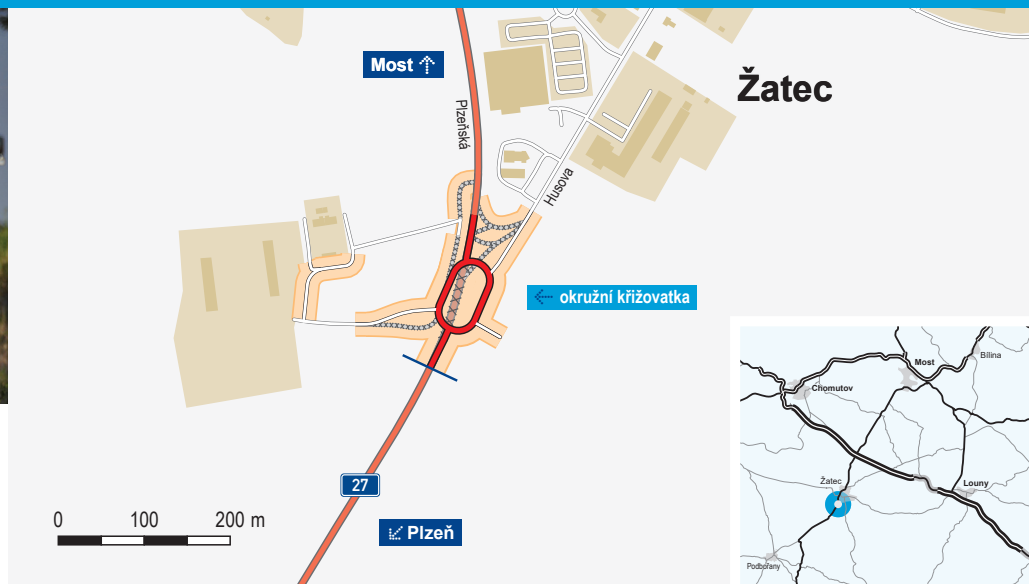 Most
Žatec
Plzeňská
Husova
okružní křižovatka
27
Plzeň
0 100 200 m
Most
Bílina
Chomutov
Žatec
Louny
Podbořany